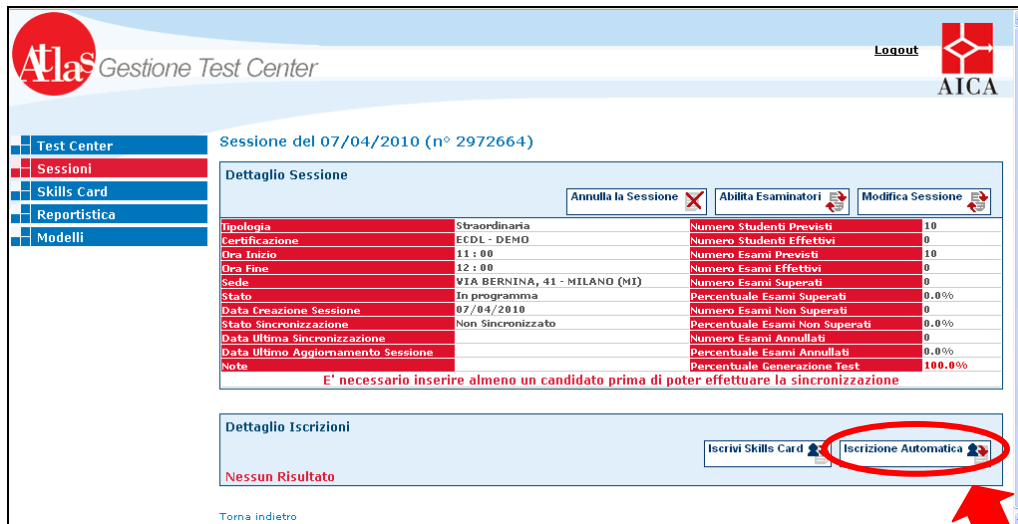 Atlas Gestione Test Center
Logout
AICA
Test Center
Sessioni
Skills Card
Reportistica
Modelli
Sessione del 07/04/2010 (n° 2972664)
Dettaglio Sessione
Annulla la Sessione
Abilita Esaminatori
Modifica Sessione
Tipologia Straordinaria Numero Studenti Previsti 10
Certificazione ECDL - DEMO Numero Studenti Effettivi 0
Ora Inizio 11 : 00 Numero Esami Previsti 10
Ora Fine 12 : 00 Numero Esami Effettivi 0
Sede VIA BERNINA, 41 - MILANO (MI) Numero Esami Superati 0
Stato In programma Percentuale Esami Superati 0.0%
Data Creazione Sessione 07/04/2010 Numero Esami Non Superati 0
Stato Sincronizzazione Non Sincronizzato Percentuale Esami Non Superati 0.0%
Data Ultima Sincronizzazione Numero Esami Annullati 0
Data Ultimo Aggiornamento Sessione Percentuale Esami Annullati 0.0%
Note Percentuale Generazione Test 100.0%
E' necessario inserire almeno un candidato prima di poter effettuare la sincronizzazione
Dettaglio Iscrizioni
Iscrivi Skills Card
Iscrizione Automatica
Nessun Risultato
Torna indietro